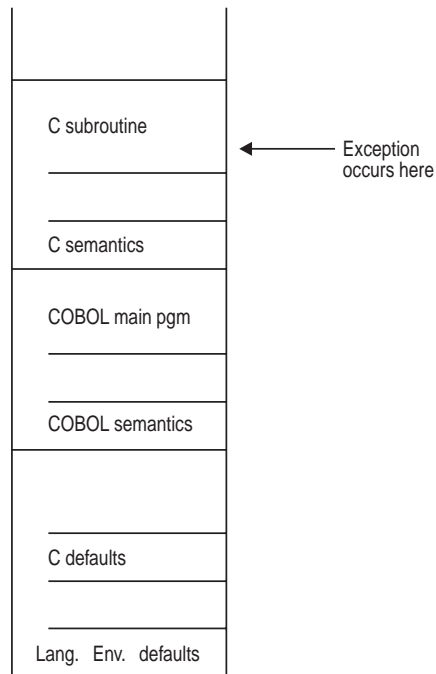 C subroutine
Exception
occurs here
C semantics
COBOL main pgm
COBOL semantics
C defaults
Lang. Env. defaults